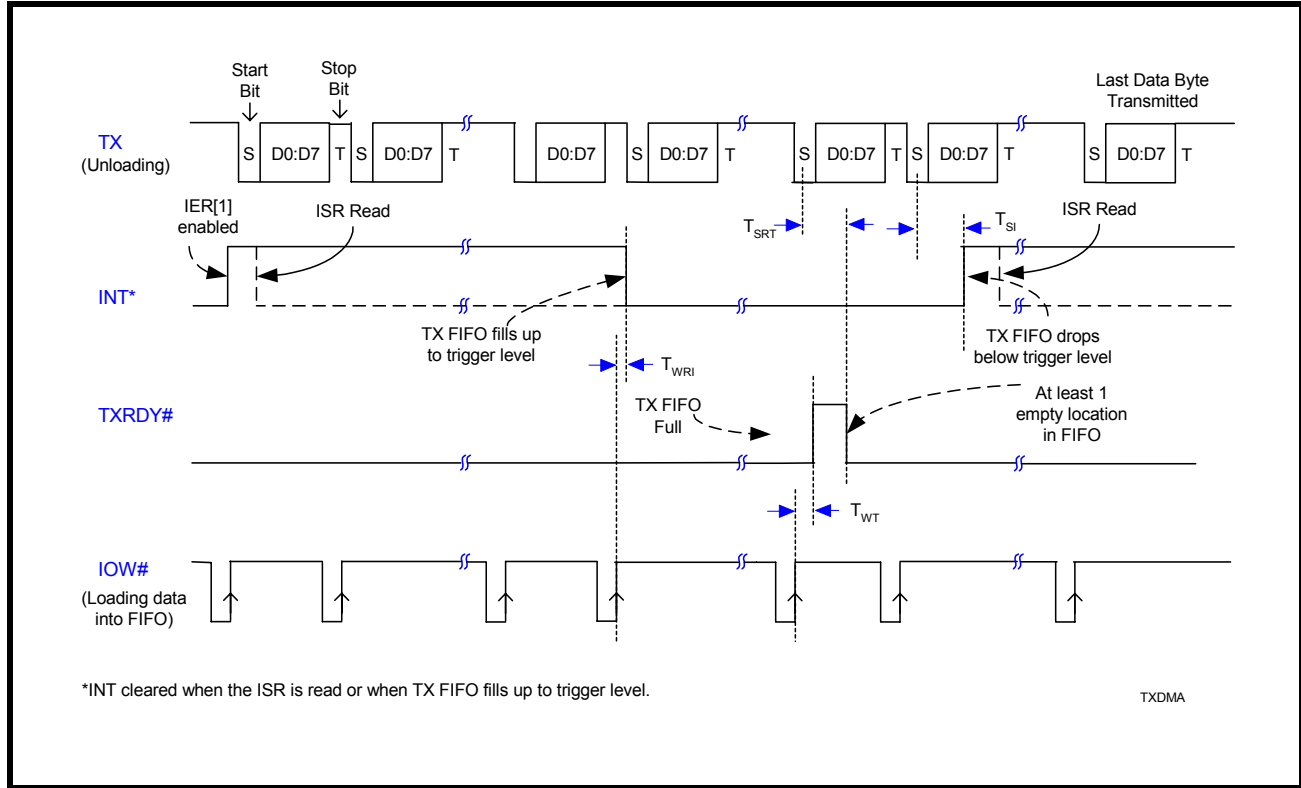 Start
Bit
Stop
Bit
Last Data Byte
Transmitted
TX
(Unloading)
S D0:D7 T S D0:D7 T D0:D7 S D0:D7 T S D0:D7 T S D0:D7 T S D0:D7 T
IER[1]
enabled
ISR Read
TSRT
TSI
ISR Read
INT*
TX FIFO fills up
to trigger level
TX FIFO drops
below trigger level
TWRI
TXRDY#
TX FIFO
Full
At least 1
empty location
in FIFO
TWT
IOW#
(Loading data
into FIFO)
*INT cleared when the ISR is read or when TX FIFO fills up to trigger level.
TXDMA